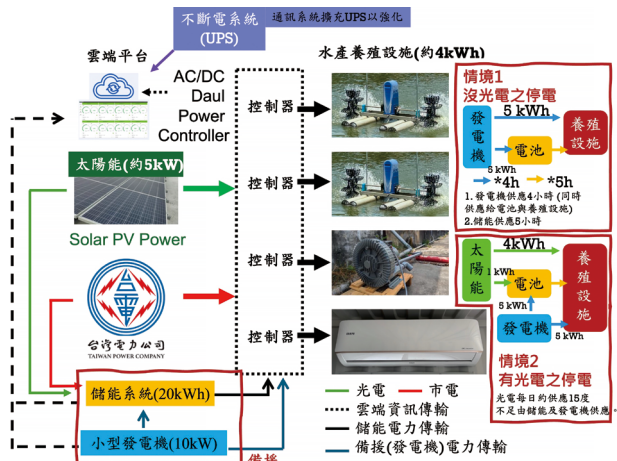 不斷電系統
(UPS)
通訊系統擴充UPS以強化
雲端平台
AC/DC
Daul
Power
Controller
太陽能(約5kW)
Solar PV Power
台電
台灣電力公司
TAIWAN POWER COMPANY
儲能系統(20kWh)
小型發電機(10kW)
備援
控制器
控制器
控制器
控制器
水產養殖設施(約4kWh)
光電
市電
雲端資訊傳輸
儲能電力傳輸
備援(發電機)電力傳輸
情境1
沒光電之停電
發電機
5 kWh
養殖設施
電池
5 kWh
*4h
*5h
1.發電機供應4小時(同時
供應給電池與養殖設施)
2.儲能供應5小時
太陽能
4kWh
1 kWh
電池
養殖設施
5 kWh
發電機
5 kWh
情境2
有光電之停電
光電每日約供應15度
不足由儲能及發電機供應。